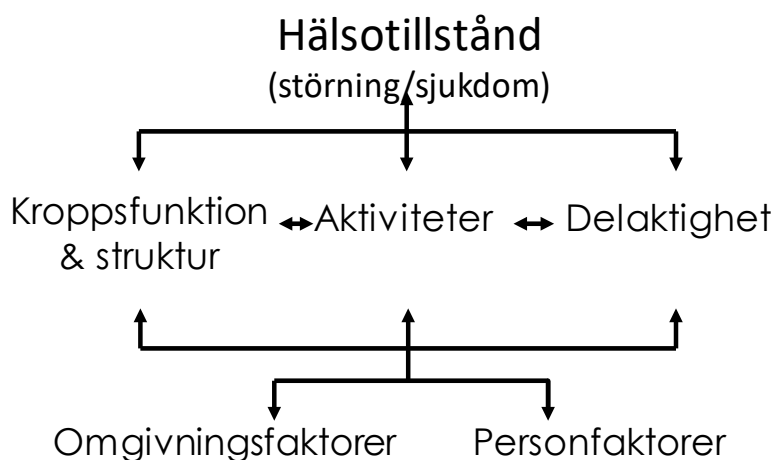 Hälsotillstånd
(störning/sjukdom)
Kroppsfunktion
& struktur
Aktiviteter
Delaktighet
Omgivningsfaktorer
Personfaktorer